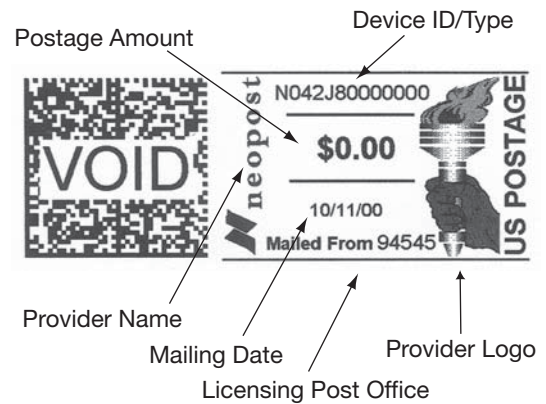 Device ID/Type
Postage Amount
N042J80000000
VOID
neopost
$0.00
US POSTAGE
10/11/00
Mailed From 94545
Provider Name
Mailing Date
Provider Logo
Licensing Post Office